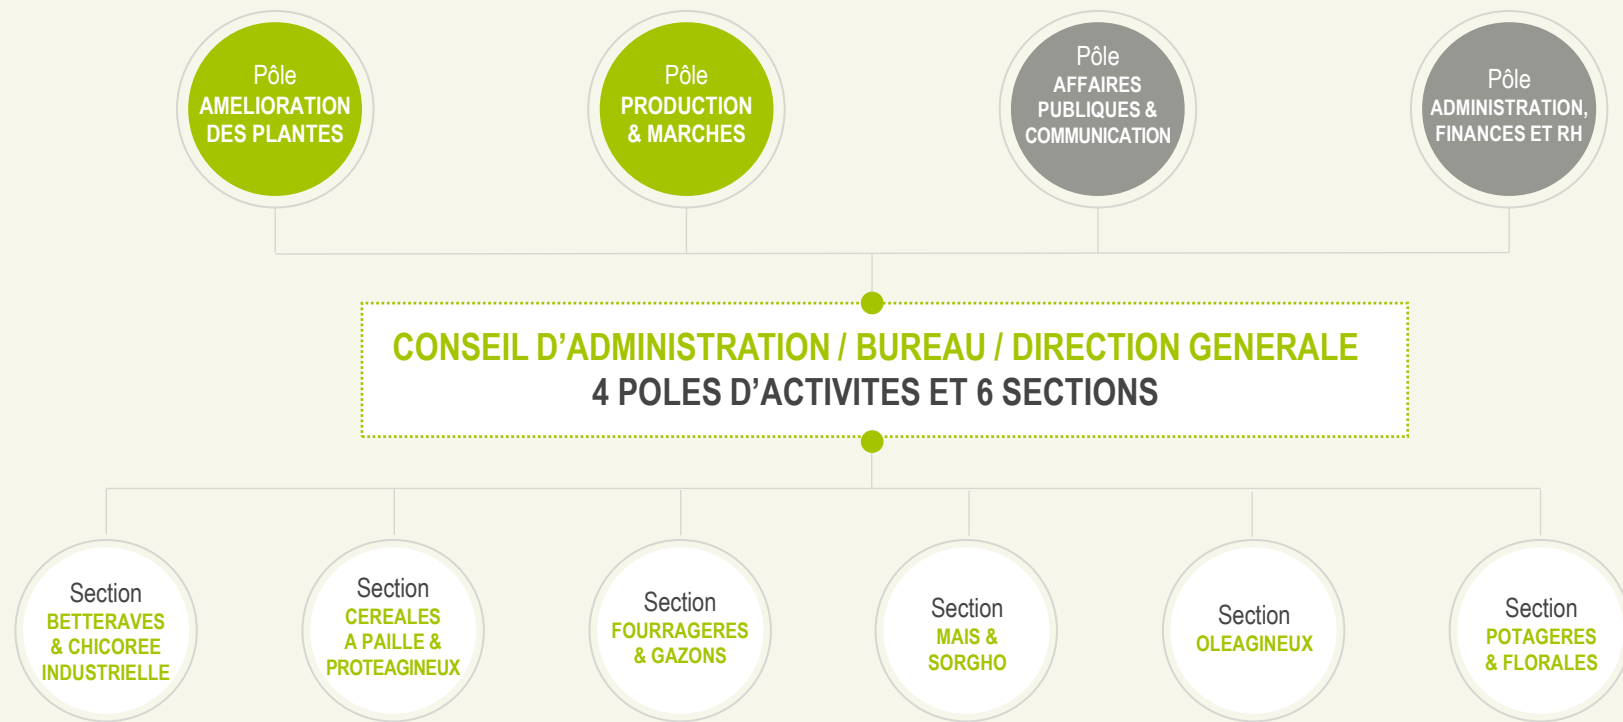 Pôle
AMELIORATION
DES PLANTES
Pôle
PRODUCTION
& MARCHES
Pôle
AFFAIRES
PUBLIQUES &
COMMUNICATION
Pôle
ADMINISTRATION,
FINANCES ET RH
CONSEIL D’ADMINISTRATION / BUREAU / DIRECTION GENERALE
4 POLES D’ACTIVITES ET 6 SECTIONS
Section
BETTERAVES
& CHICOREE
INDUSTRIELLE
Section
CEREALES
A PAILLE &
PROTEAGINEUX
Section
FOURRAGERES
& GAZONS
Section
MAIS &
SORGHO
Section
OLEAGINEUX
Section
POTAGERES
& FLORALES